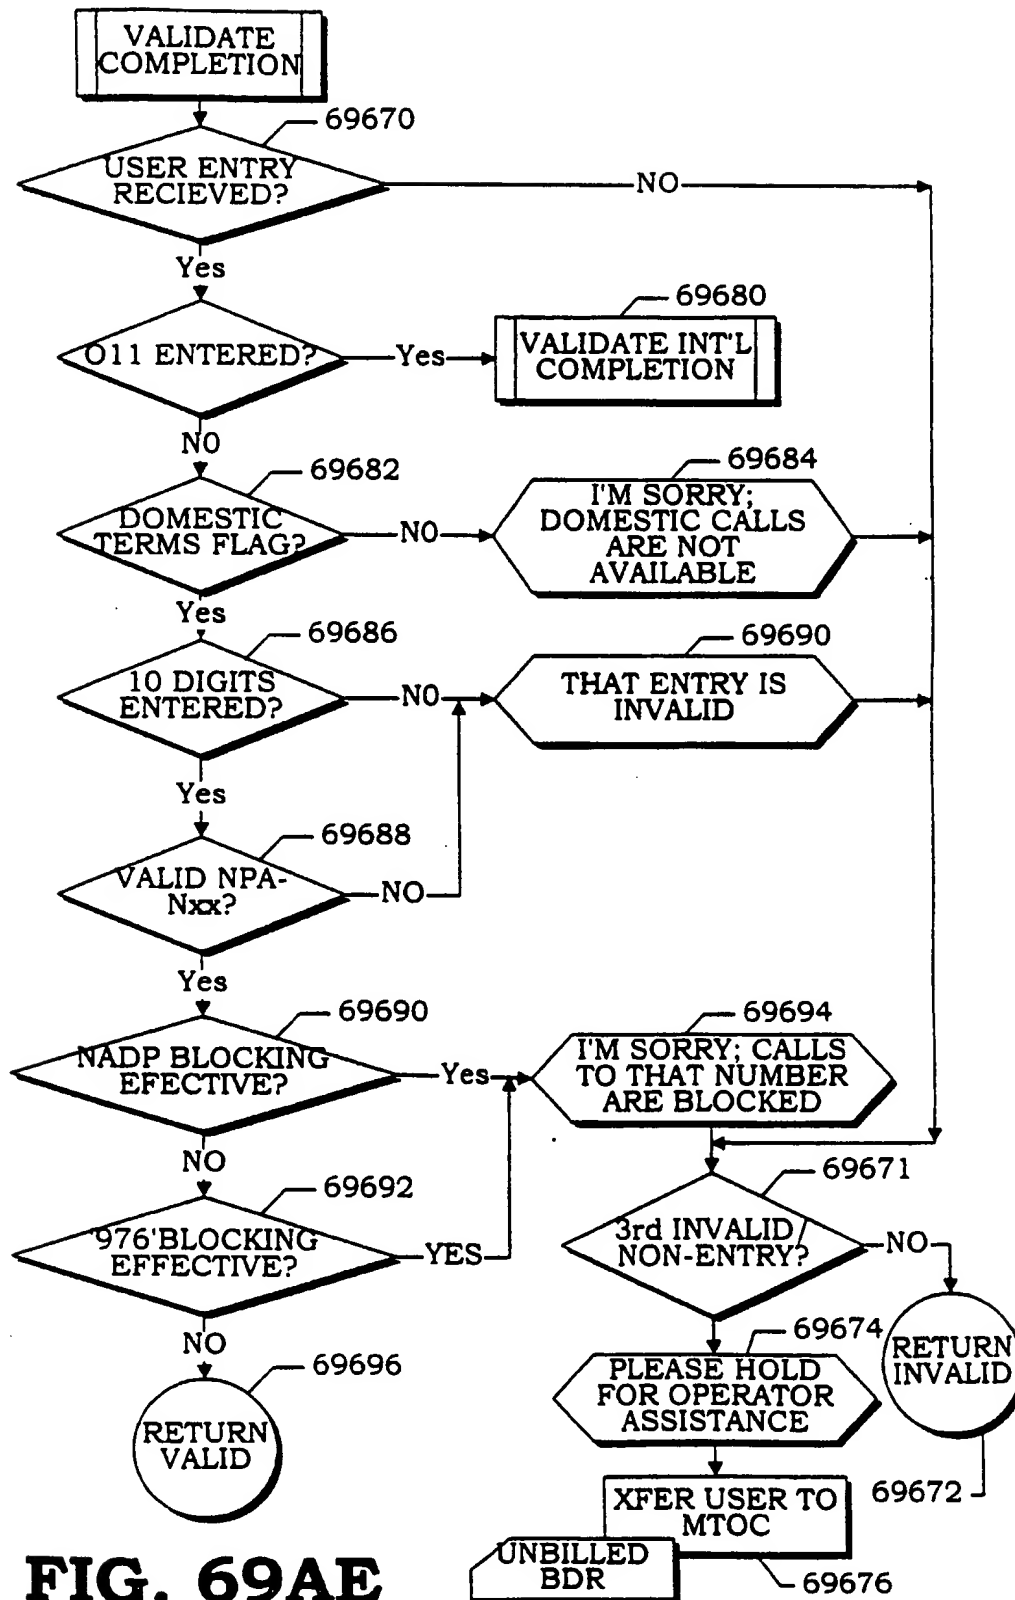 VALIDATE
COMPLETION
69670
USER ENTRY
RECIEVED?
NO
Yes
69680
O11 ENTERED?
Yes
VALIDATE INT'L
COMPLETION
NO
69682
69684
DOMESTIC
TERMS FLAG?
NO
I'M SORRY;
DOMESTIC CALLS
ARE NOT
AVAILABLE
Yes
69686
69690
10 DIGITS
ENTERED?
NO
THAT ENTRY IS
INVALID
Yes
69688
VALID NPA-
Nxx?
NO
Yes
69690
69694
NADP BLOCKING
EFECTIVE?
Yes
I'M SORRY; CALLS
TO THAT NUMBER
ARE BLOCKED
NO
69692
69671
'976'BLOCKING
EFFECTIVE?
YES
3rd INVALID
NON-ENTRY?
NO
NO
69696
69674
RETURN
VALID
PLEASE HOLD
FOR OPERATOR
ASSISTANCE
RETURN
INVALID
69672
XFER USER TO
MTOC
UNBILLED
BDR
69676
FIG. 69AE